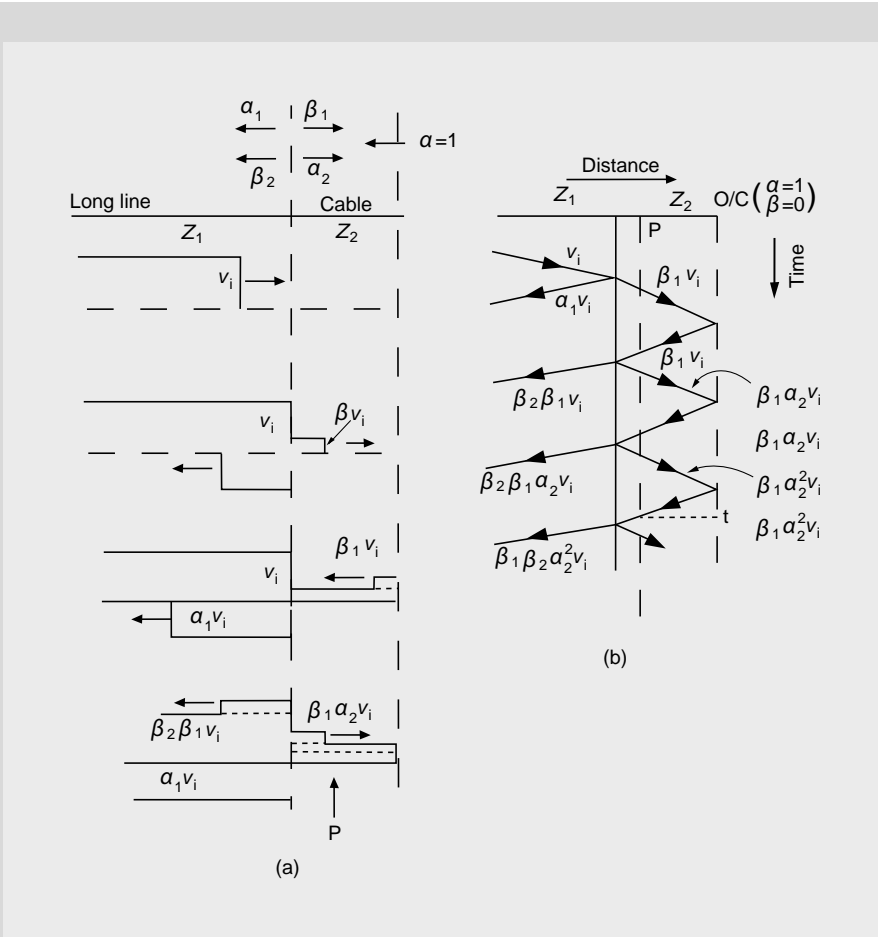 α₁
β₁
α=1
β₂
α₂
Long line
Cable
Z₁
Z₂
vᵢ
vᵢ
βvᵢ
β₁vᵢ
vᵢ
α₁vᵢ
β₂β₁vᵢ
β₁α₂vᵢ
α₁vᵢ
P
(a)
Distance
Z₁
Z₂
O/C(α=1
β=0)
P
Time
vᵢ
β₁vᵢ
α₁vᵢ
β₁vᵢ
β₂β₁vᵢ
β₁α₂vᵢ
β₁α₂vᵢ
β₂β₁α₂vᵢ
β₁α₂²vᵢ
t
β₁α₂²vᵢ
β₁β₂α₂²vᵢ
(b)